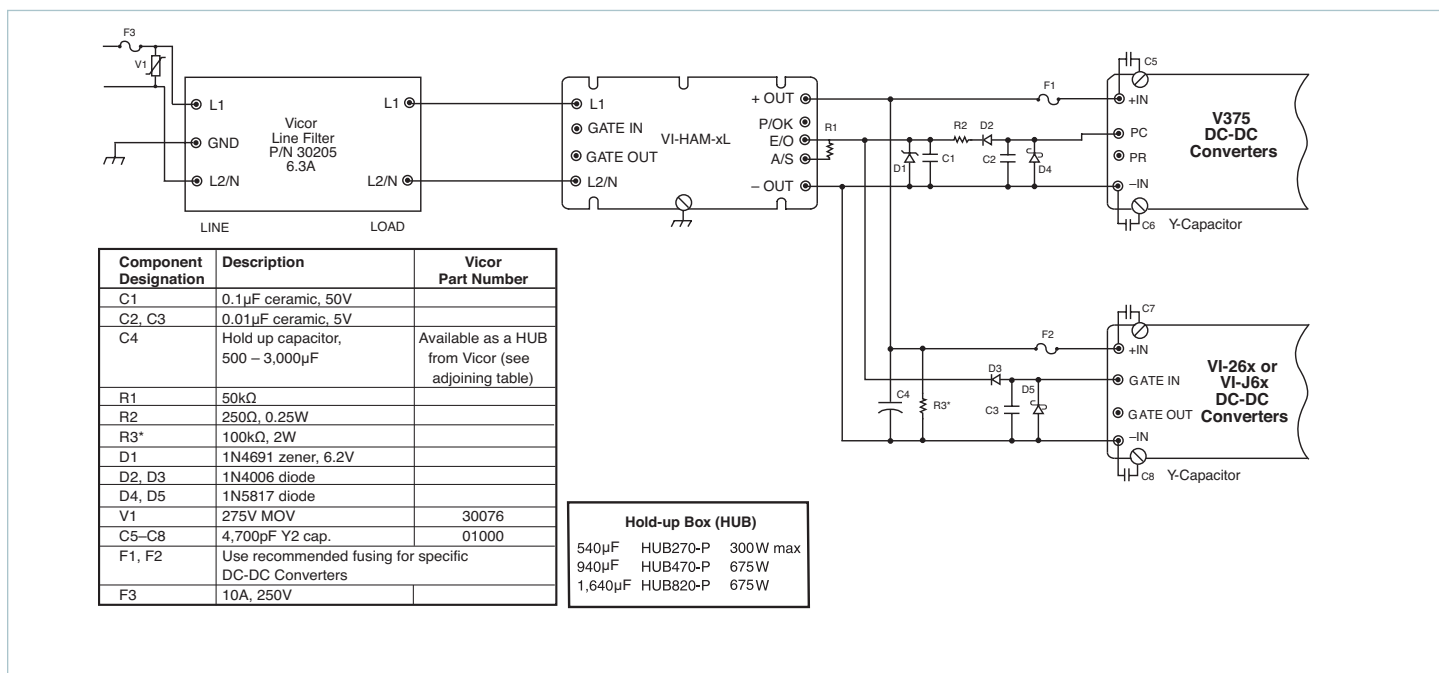 F3
V1
L1
GND
L2/N
Vicor
Line Filter
P/N 30205
6.3A
L1
L2/N
LINE
LOAD
L1
GATE IN
GATE OUT
L2/N
VI-HAM-xL
+ OUT
P/OK
E/O
A/S
– OUT
R1
D1
C1
R2
D2
C2
D4
F1
C5
+IN
PC
PR
–IN
V375
DC-DC
Converters
C6
Y-Capacitor
C7
F2
+IN
D3
D5
GATE IN
GATE OUT
–IN
VI-26x or
VI-J6x
DC-DC
Converters
C4
R3*
C3
C8
Y-Capacitor
Component Designation Description Vicor Part Number
C1 0.1µF ceramic, 50V
C2, C3 0.01µF ceramic, 5V
C4 Hold up capacitor, Available as a HUB
500 – 3,000µF from Vicor (see
adjoining table)
R1 50kΩ
R2 250Ω, 0.25W
R3* 100kΩ, 2W
D1 1N4691 zener, 6.2V
D2, D3 1N4006 diode
D4, D5 1N5817 diode
V1 275V MOV 30076
C5–C8 4,700pF Y2 cap. 01000
F1, F2 Use recommended fusing for specific
DC-DC Converters
F3 10A, 250V
Hold-up Box (HUB)
540µF HUB270-P 300W max
940µF HUB470-P 675W
1,640µF HUB820-P 675W